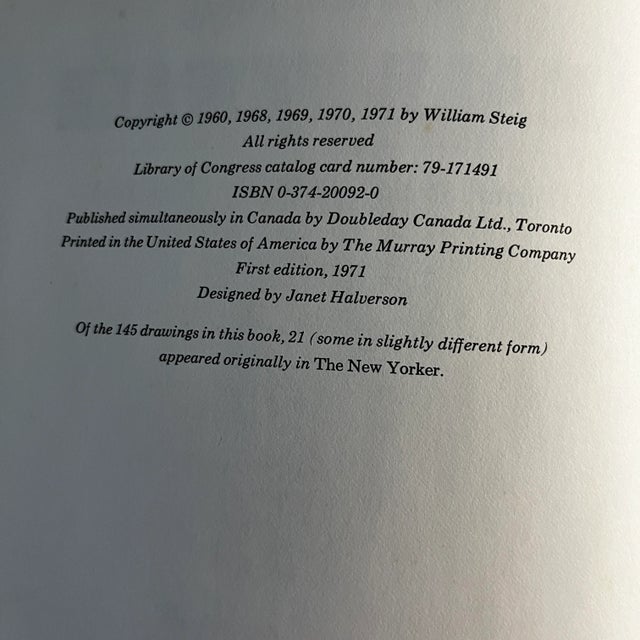 Copyright © 1960, 1968, 1969, 1970, 1971 by William Steig
All rights reserved
Library of Congress catalog card number: 79-171491
ISBN 0-374-20092-0
Published simultaneously in Canada by Doubleday Canada Ltd., Toronto
Printed in the United States of America by The Murray Printing Company
First edition, 1971
Designed by Janet Halverson
Of the 145 drawings in this book, 21 (some in slightly different form)
appeared originally in The New Yorker.